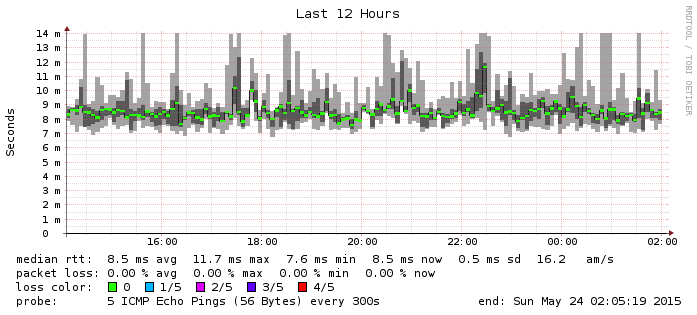 Last 12 Hours
RRDTOOL / TOBI OETIKER
Seconds
14 m
13 m
12 m
11 m
10 m
9 m
8 m
7 m
6 m
5 m
4 m
3 m
2 m
1 m
0
16:00 18:00 20:00 22:00 00:00 02:00
median rtt: 8.5 ms avg 11.7 ms max 7.6 ms min 8.5 ms now 0.5 ms sd 16.2 am/s
packet loss: 0.00 % avg 0.00 % max 0.00 % min 0.00 % now
loss color: 0 1/5 2/5 3/5 4/5
probe: 5 ICMP Echo Pings (56 Bytes) every 300s end: Sun May 24 02:05:19 2015